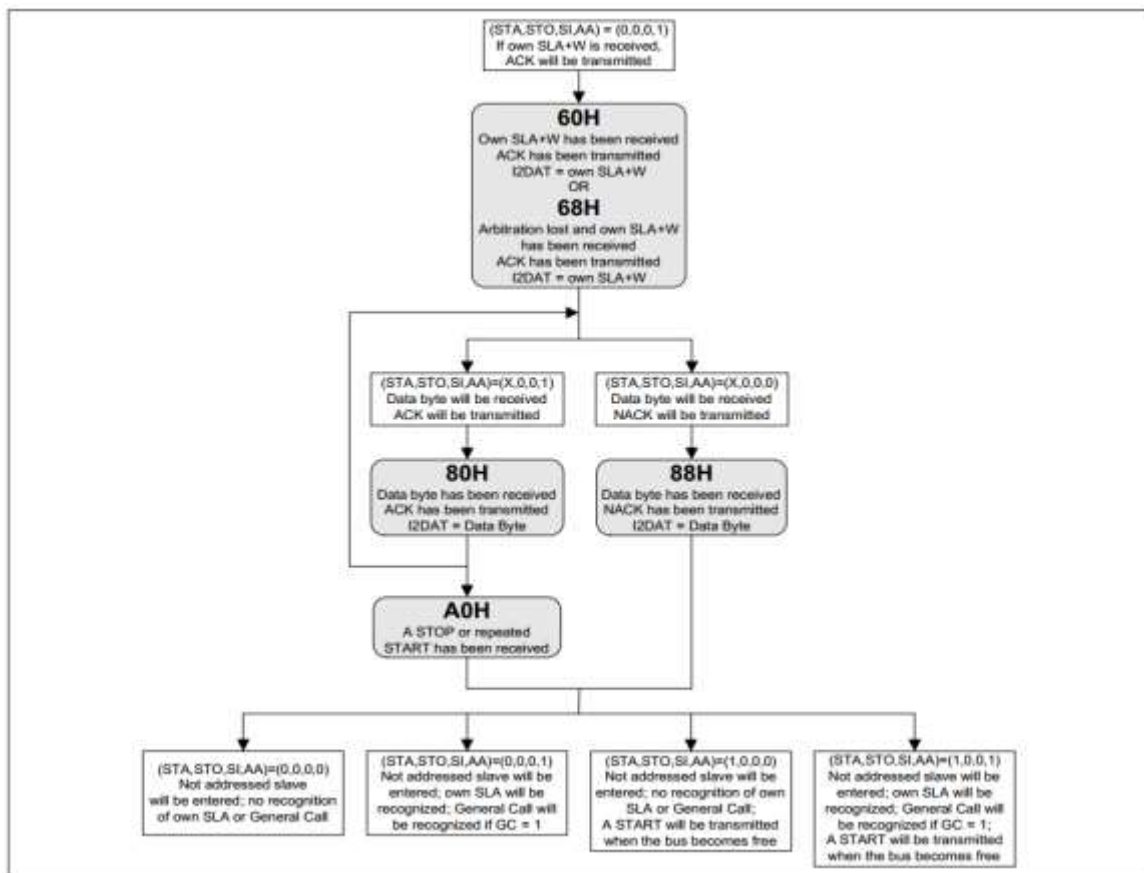 (STA,STO,SI,AA) = (0,0,0,1)
If own SLA+W is received,
ACK will be transmitted
60H
Own SLA+W has been received
ACK has been transmitted
I2DAT = own SLA+W
OR
68H
Arbitration lost and own SLA+W
has been received
ACK has been transmitted
I2DAT = own SLA+W
(STA,STO,SI,AA)=(X,0,0,1)
Data byte will be received
ACK will be transmitted
(STA,STO,SI,AA)=(X,0,0,0)
Data byte will be received
NACK will be transmitted
80H
Data byte has been received
ACK has been transmitted
I2DAT = Data Byte
88H
Data byte has been received
NACK has been transmitted
I2DAT = Data Byte
A0H
A STOP or repeated
START has been received
(STA,STO,SI,AA)=(0,0,0,0)
Not addressed slave
will be entered; no recognition
of own SLA or General Call
(STA,STO,SI,AA)=(0,0,0,1)
Not addressed slave will be
entered; own SLA will be
recognized; General Call will
be recognized if GC = 1
(STA,STO,SI,AA)=(1,0,0,0)
Not addressed slave will be
entered; no recognition of own
SLA or General Call;
A START will be transmitted
when the bus becomes free
(STA,STO,SI,AA)=(1,0,0,1)
Not addressed slave will be
entered; own SLA will be
recognized; General Call will
be recognized if GC = 1;
A START will be transmitted
when the bus becomes free